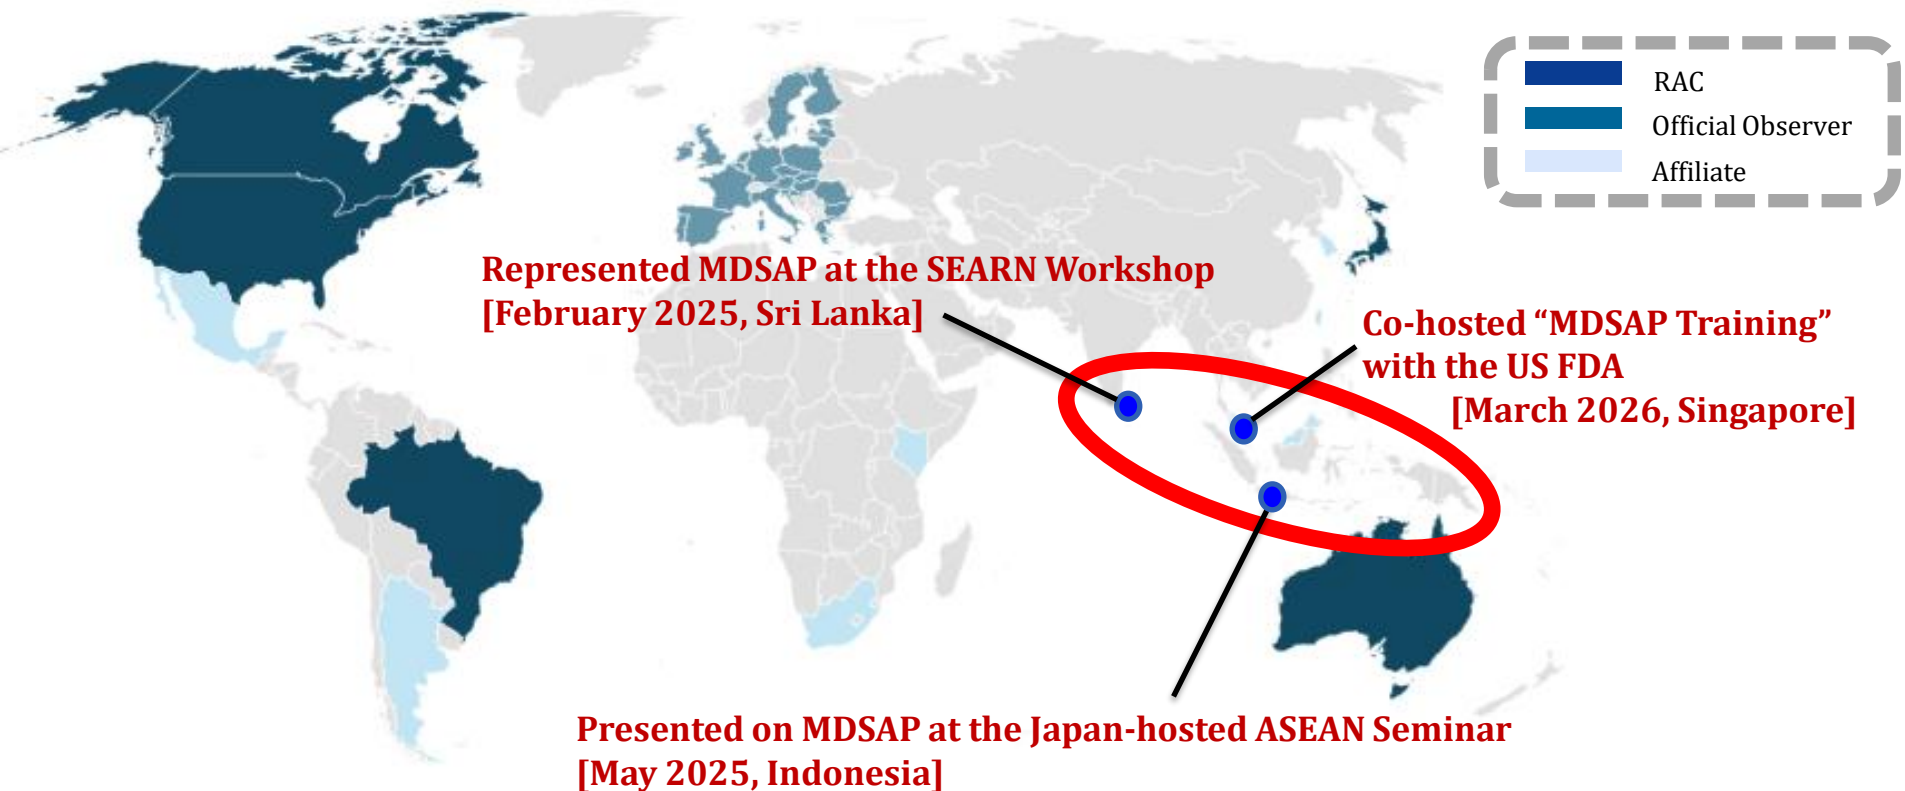 RAC
Official Observer
Affiliate
Represented MDSAP at the SEARN Workshop
[February 2025, Sri Lanka]
Co-hosted “MDSAP Training”
with the US FDA
[March 2026, Singapore]
Presented on MDSAP at the Japan-hosted ASEAN Seminar
[May 2025, Indonesia]